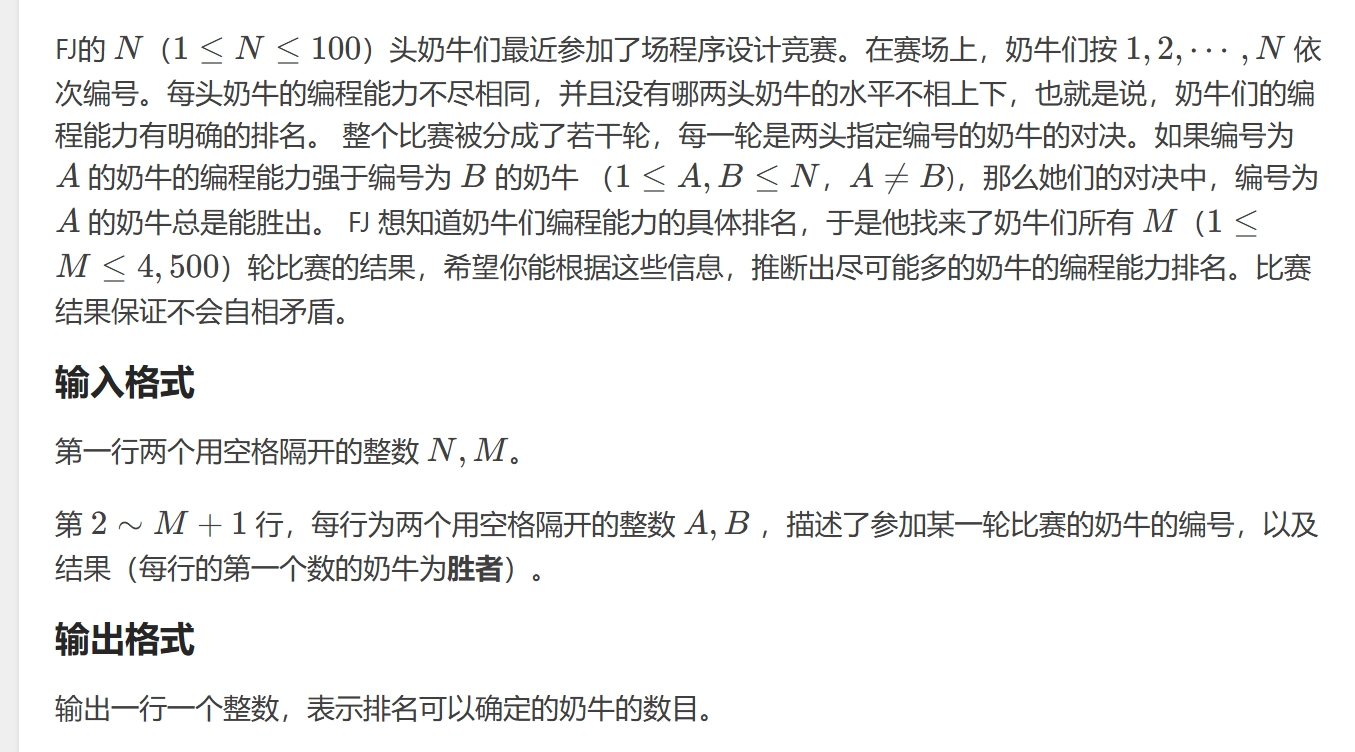 FJ的 N（1 ≤ N ≤ 100）头奶牛们最近参加了场程序设计竞赛。在赛场上，奶牛们按 1, 2, ⋯ , N 依
次编号。每头奶牛的编程能力不尽相同，并且没有哪两头奶牛的水平不相上下，也就是说，奶牛们的编
程能力有明确的排名。 整个比赛被分成了若干轮，每一轮是两头指定编号的奶牛的对决。如果编号为
A 的奶牛的编程能力强于编号为 B 的奶牛 （1 ≤ A, B ≤ N，A ≠ B），那么她们的对决中，编号为
A 的奶牛总是能胜出。 FJ 想知道奶牛们编程能力的具体排名，于是他找来了奶牛们所有 M（1 ≤
M ≤ 4, 500）轮比赛的结果，希望你能根据这些信息，推断出尽可能多的奶牛的编程能力排名。比赛
结果保证不会自相矛盾。
输入格式
第一行两个用空格隔开的整数 N, M。
第 2 ∼ M + 1 行，每行为两个用空格隔开的整数 A, B ，描述了参加某一轮比赛的奶牛的编号，以及
结果（每行的第一个数的奶牛为胜者）。
输出格式
输出一行一个整数，表示排名可以确定的奶牛的数目。